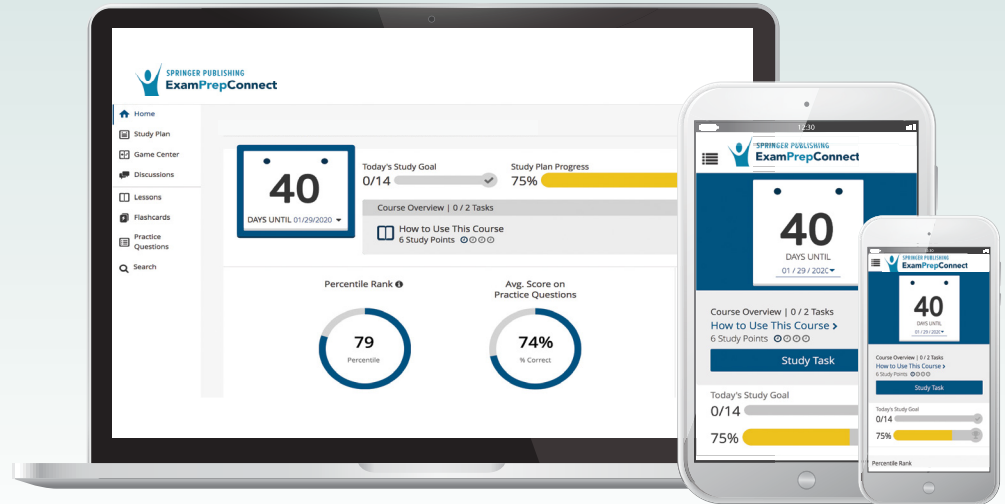 SPRINGER PUBLISHING
ExamPrepConnect
Home
Study Plan
Game Center
Discussions
Lessons
Flashcards
Practice
Questions
Search
40
DAYS UNTIL 01/29/2020
Today's Study Goal
0/14
Study Plan Progress
75%
Course Overview | 0 / 2 Tasks
How to Use This Course
6 Study Points
Percentile Rank
79
Percentile
Avg. Score on
Practice Questions
74%
% Correct
12:30
SPRINGER PUBLISHING
ExamPrepConnect
40
DAYS UNTIL
01 / 29 / 2020
Course Overview | 0 / 2 Tasks
How to Use This Course >
6 Study Points
Study Task
Today's Study Goal
0/14
75%
SPRINGER PUBLISHING
ExamPrepConnect
40
DAYS UNTIL
01 / 29 / 2020
Course Overview | 0 / 2 Tasks
How to Use This Course >
6 Study Points
Study Task
Today's Study Goal
0/14
75%
Percentile Rank